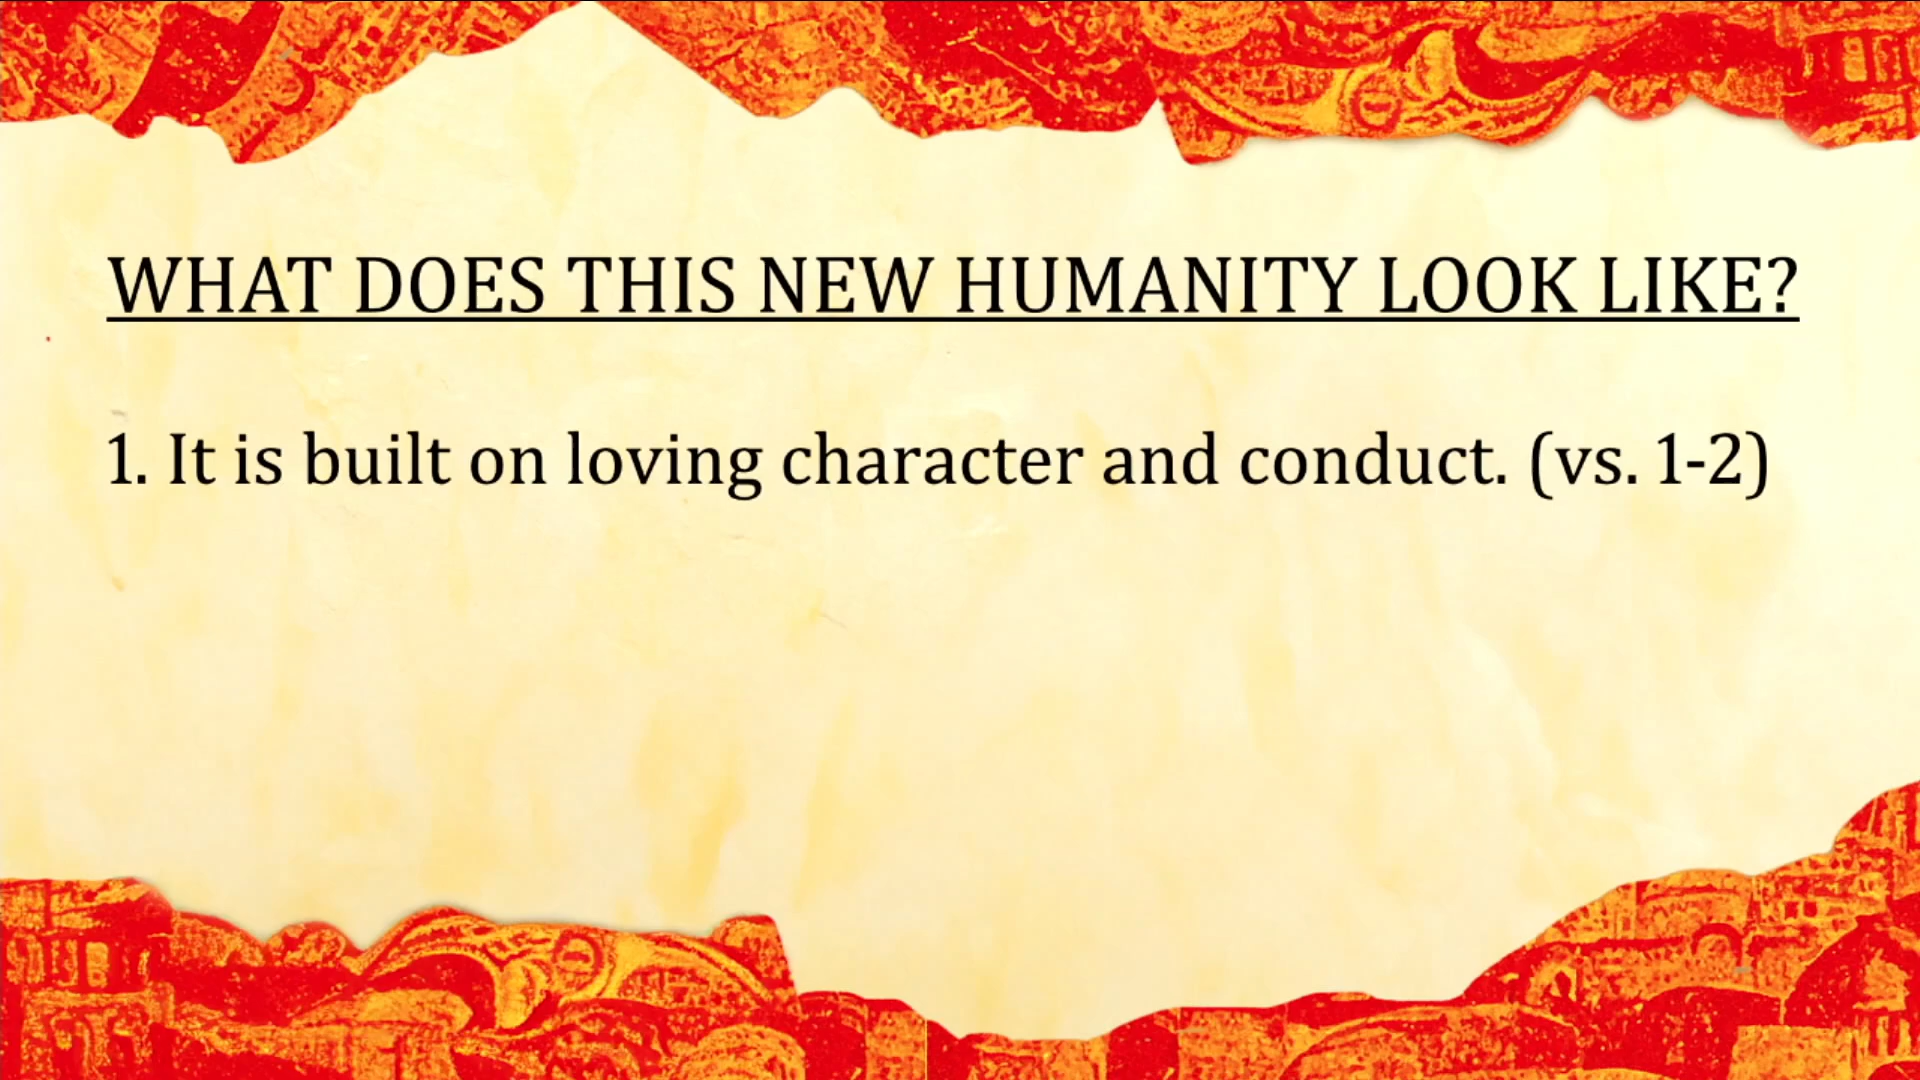 WHAT DOES THIS NEW HUMANITY LOOK LIKE?
1. It is built on loving character and conduct. (vs. 1-2)